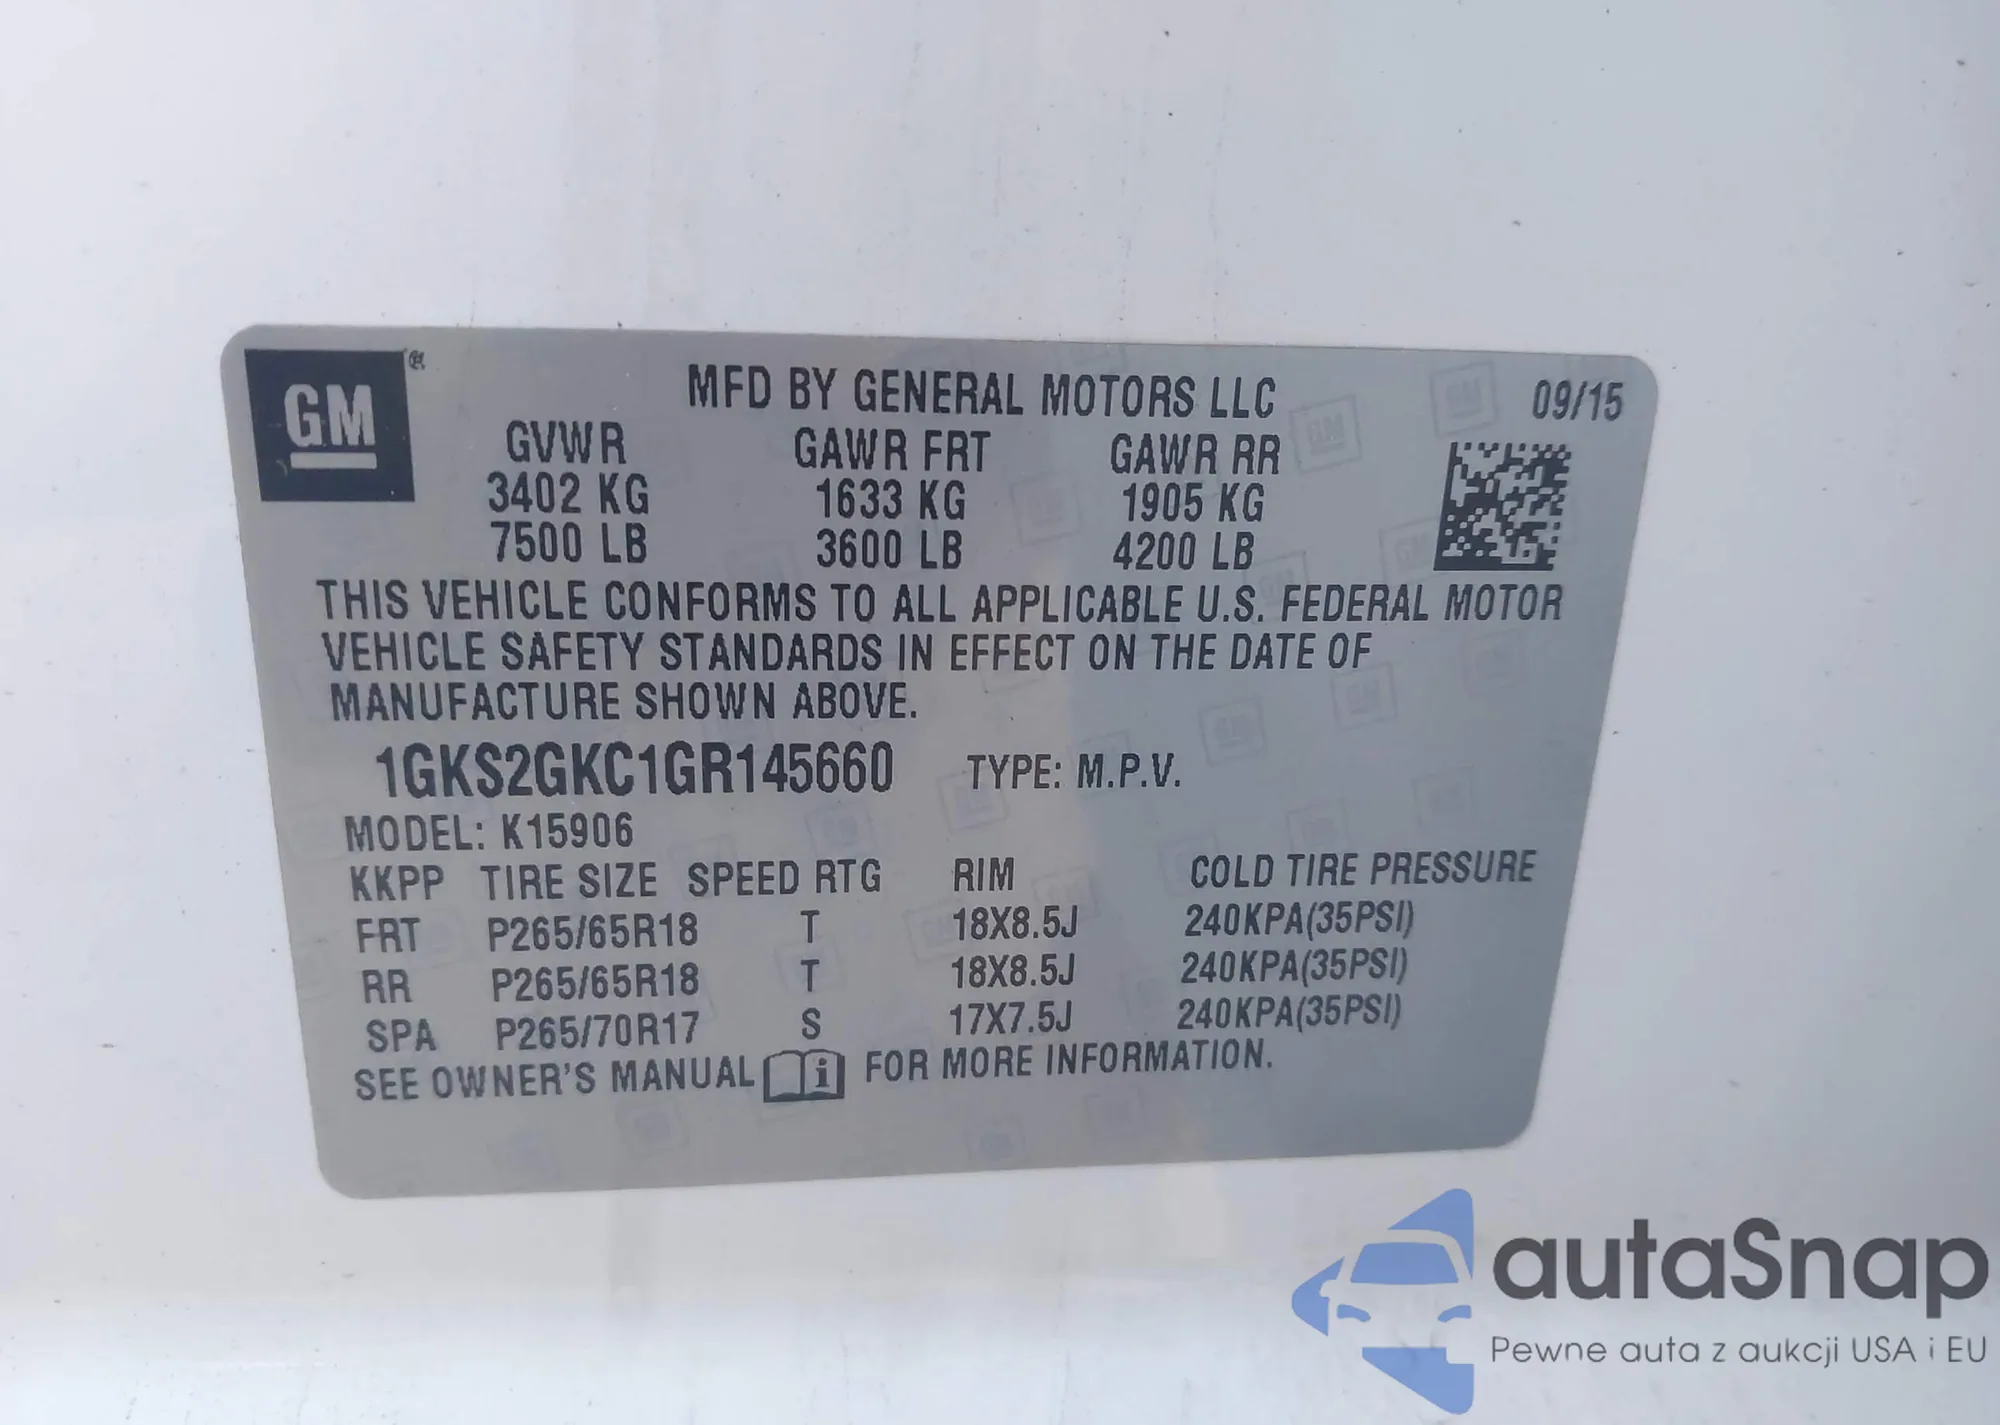 GM
MFD BY GENERAL MOTORS LLC 09/15
GVWR GAWR FRT GAWR RR
3402 KG 1633 KG 1905 KG
7500 LB 3600 LB 4200 LB
THIS VEHICLE CONFORMS TO ALL APPLICABLE U.S. FEDERAL MOTOR
VEHICLE SAFETY STANDARDS IN EFFECT ON THE DATE OF
MANUFACTURE SHOWN ABOVE.
1GKS2GKC1GR145660 TYPE: M.P.V.
MODEL: K15906
KKPP TIRE SIZE SPEED RTG RIM COLD TIRE PRESSURE
FRT P265/65R18 T 18X8.5J 240KPA(35PSI)
RR P265/65R18 T 18X8.5J 240KPA(35PSI)
SPA P265/70R17 S 17X7.5J 240KPA(35PSI)
SEE OWNER'S MANUAL i FOR MORE INFORMATION.
autaSnap
Pewne auta z aukcji USA i EU